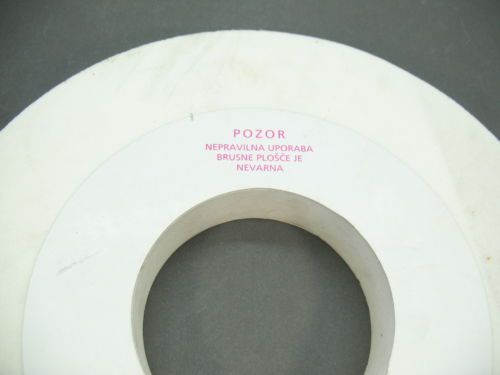 POZOR
NEPRAVILNA UPORABA
BRUSNE PLOŠČE JE
NEVARNA